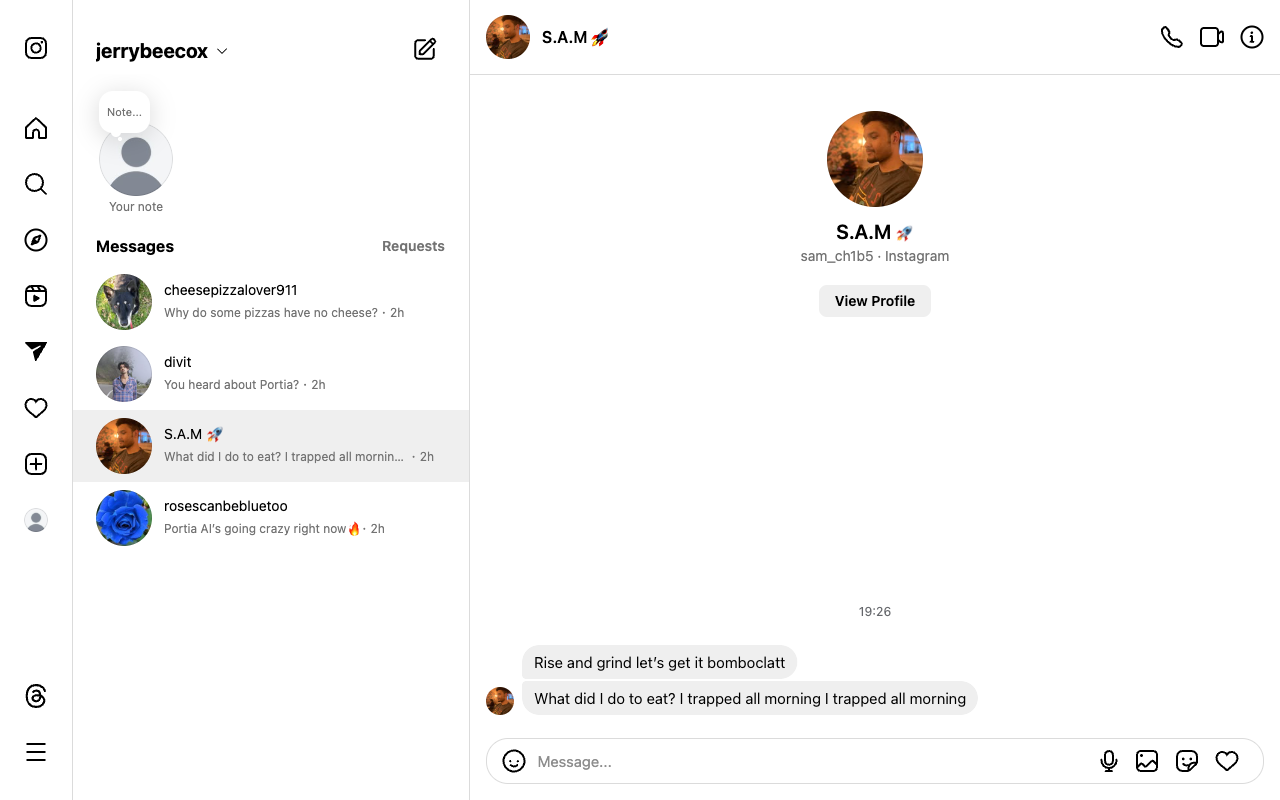 jerrybeecox
Note...
Your note
Messages
Requests
cheesepizzalover911
Why do some pizzas have no cheese? · 2h
divit
You heard about Portia? · 2h
S.A.M 🚀
What did I do to eat? I trapped all mornin... · 2h
rosescanbebluetoo
Portia AI's going crazy right now🔥 · 2h
S.A.M 🚀
S.A.M 🚀
sam_ch1b5 · Instagram
View Profile
19:26
Rise and grind let's get it bomboclatt
What did I do to eat? I trapped all morning I trapped all morning
Message...